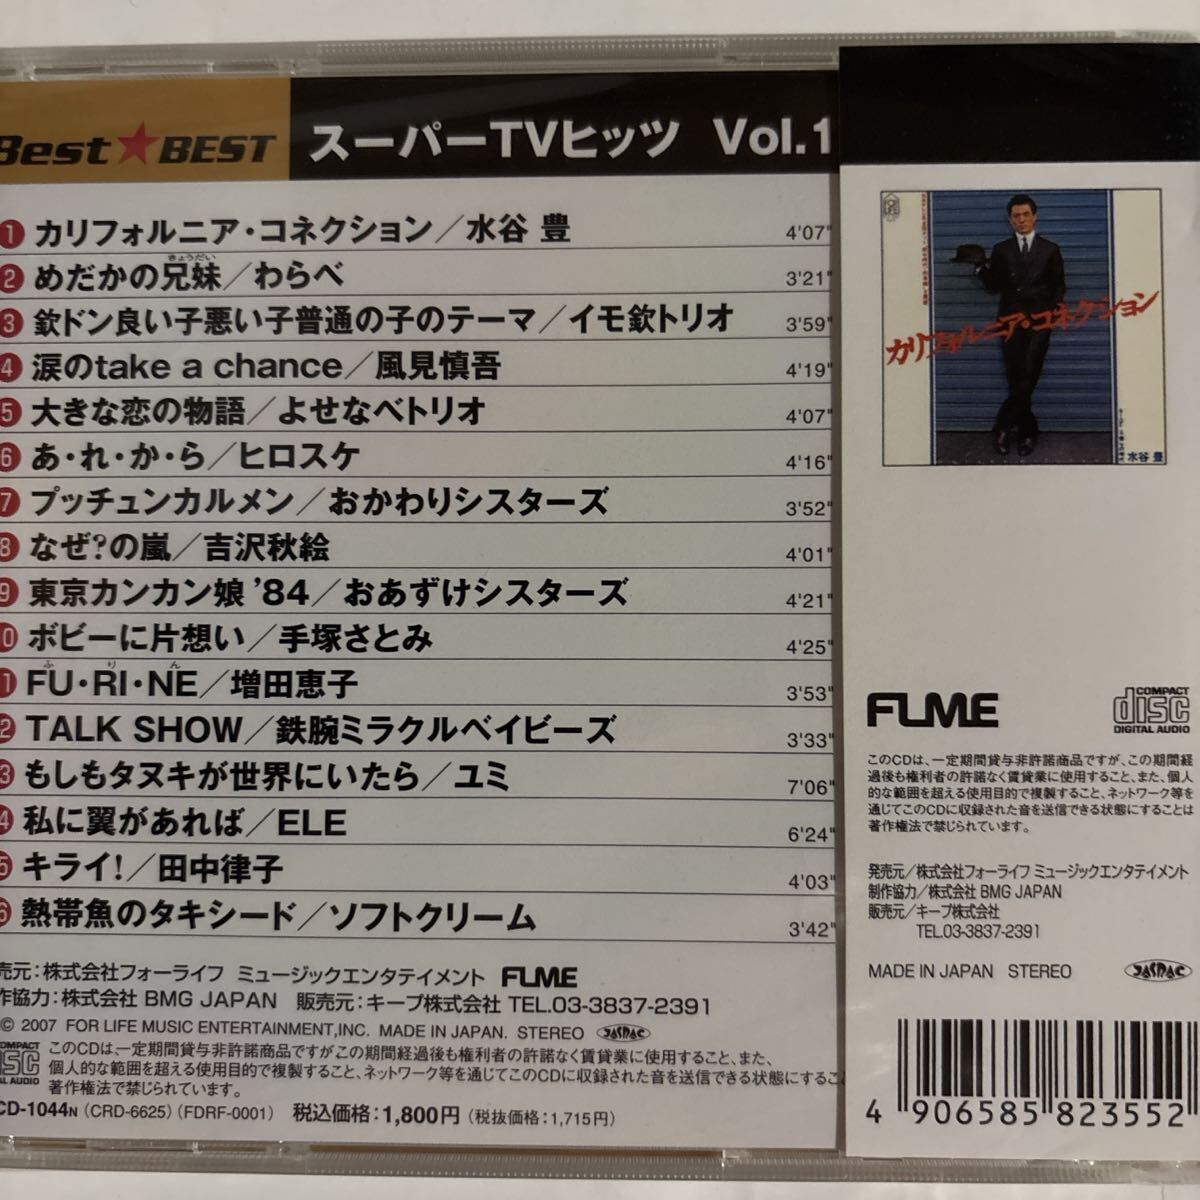 Best★BEST スーパーTVヒッツ Vol.1
1 カリフォルニア・コネクション／水谷 豊 4'07"
きょうだい
2 めだかの兄妹／わらべ 3'21"
3 欽ドン良い子悪い子普通の子のテーマ／イモ欽トリオ 3'59"
4 涙のtake a chance／風見慎吾 4'19"
5 大きな恋の物語／よせなべトリオ 4'07"
6 あ・れ・か・ら／ヒロスケ 4'16"
7 プッチュンカルメン／おかわりシスターズ 3'52"
8 なぜ?の嵐／吉沢秋絵 4'01"
9 東京カンカン娘 '84／おあずけシスターズ 4'21"
0 ボビーに片想い／手塚さとみ 4'25"
ふ り ん
1 FU・RI・NE／増田恵子 3'53"
2 TALK SHOW／鉄腕ミラクルベイビーズ 3'33"
3 もしもタヌキが世界にいたら／ユミ 7'06"
4 私に翼があれば／ELE 6'24"
5 キライ!／田中律子 4'03"
6 熱帯魚のタキシード／ソフトクリーム 3'42"
売元：株式会社フォーライフ ミュージックエンタテイメント FLME
作協力：株式会社 BMG JAPAN 販売元：キープ株式会社 TEL.03-3837-2391
© 2007 FOR LIFE MUSIC ENTERTAINMENT,INC. MADE IN JAPAN. STEREO JASRAC
COMPACT
DISC
AL AUDIO
このCDは、一定期間貸与非許諾商品ですがこの期間経過後も権利者の許諾なく賃貸業に使用すること、また、
個人的な範囲を超える使用目的で複製すること、ネットワーク等を通じてこのCDに収録された音を送信できる状態にするこ
著作権法で禁じられています。
CD-1044N (CRD-6625) (FDRF-0001) 税込価格：1,800円 (税抜価格：1,715円)
カリフォルニア・コネクション
水谷 豊
FLME
COMPACT
disc
DIGITAL AUDIO
このCDは、一定期間貸与非許諾商品ですが、この期間経
過後も権利者の許諾なく賃貸業に使用すること、また、個人
的な範囲を超える使用目的で複製すること、ネットワーク等を
通じてこのCDに収録された音を送信できる状態にすることは
著作権法で禁じられています。
発売元／株式会社フォーライフ ミュージックエンタテイメント
制作協力／株式会社 BMG JAPAN
販売元／キープ株式会社
TEL.03-3837-2391
MADE IN JAPAN STEREO JASRAC
4 906585 823552